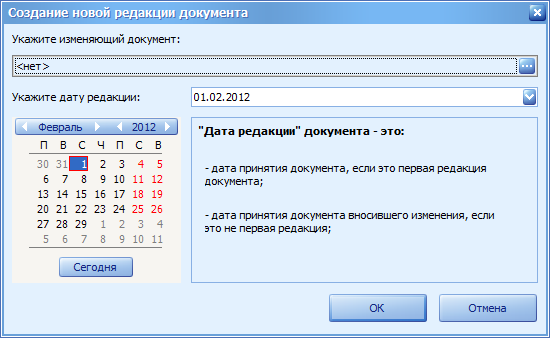 Создание новой редакции документа
Укажите изменяющий документ:
<нет>
...
Укажите дату редакции:
01.02.2012
Февраль 2012
П В С Ч П С В
30 31 1 2 3 4 5
6 7 8 9 10 11 12
13 14 15 16 17 18 19
20 21 22 23 24 25 26
27 28 29 1 2 3 4
5 6 7 8 9 10 11
Сегодня
"Дата редакции" документа - это:
- дата принятия документа, если это первая редакция
документа;
- дата принятия документа вносившего изменения, если
это не первая редакция;
ОК
Отмена